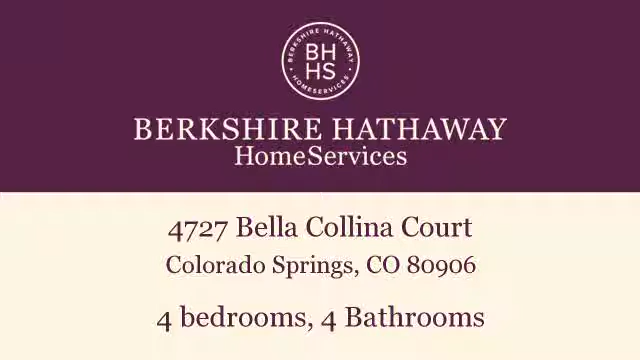 BERKSHIRE HATHAWAY
BH
HS
HOMESERVICES
BERKSHIRE HATHAWAY
HomeServices
4727 Bella Collina Court
Colorado Springs, CO 80906
4 bedrooms, 4 Bathrooms